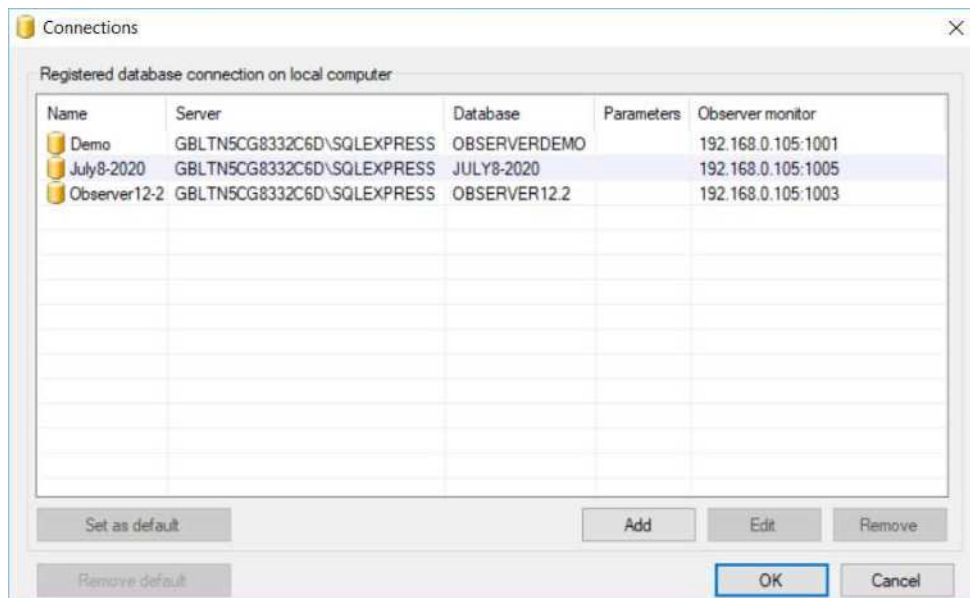 Connections
Registered database connection on local computer
Name Server Database Parameters Observer monitor
Demo GBLTN5CG8332C6D\SQLEXPRESS OBSERVERDEMO 192.168.0.105:1001
July8-2020 GBLTN5CG8332C6D\SQLEXPRESS JULY8-2020 192.168.0.105:1005
Observer12-2 GBLTN5CG8332C6D\SQLEXPRESS OBSERVER12.2 192.168.0.105:1003
Set as default Add Edit Remove
Remove default OK Cancel